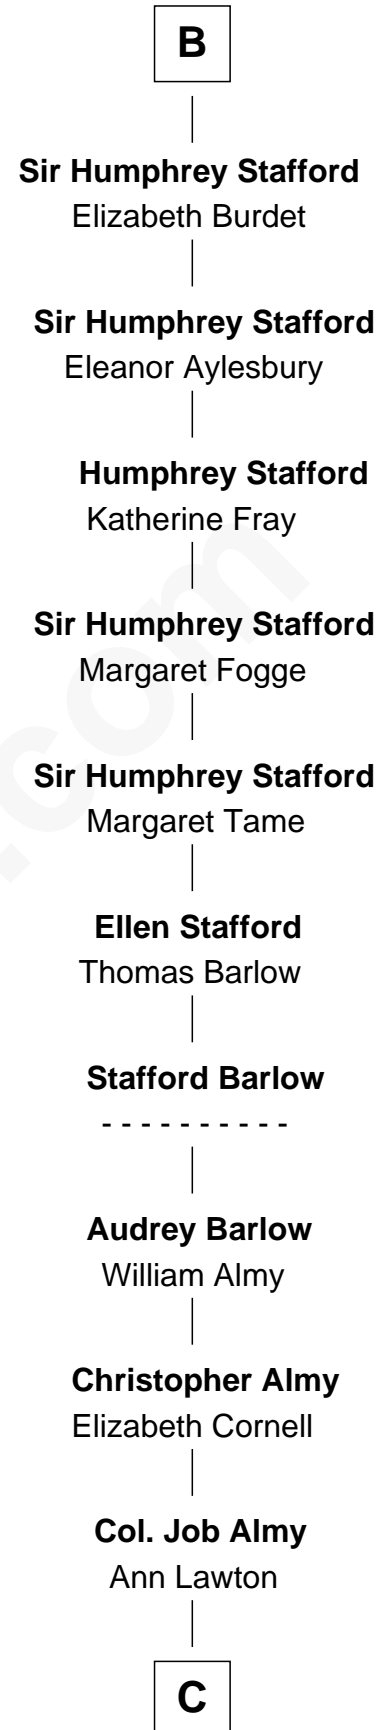 B
Sir Humphrey Stafford
Elizabeth Burdet
Sir Humphrey Stafford
Eleanor Aylesbury
Humphrey Stafford
Katherine Fray
Sir Humphrey Stafford
Margaret Fogge
Sir Humphrey Stafford
Margaret Tame
Ellen Stafford
Thomas Barlow
Stafford Barlow
- - - - - - - - - -
Audrey Barlow
William Almy
Christopher Almy
Elizabeth Cornell
Col. Job Almy
Ann Lawton
C
.com